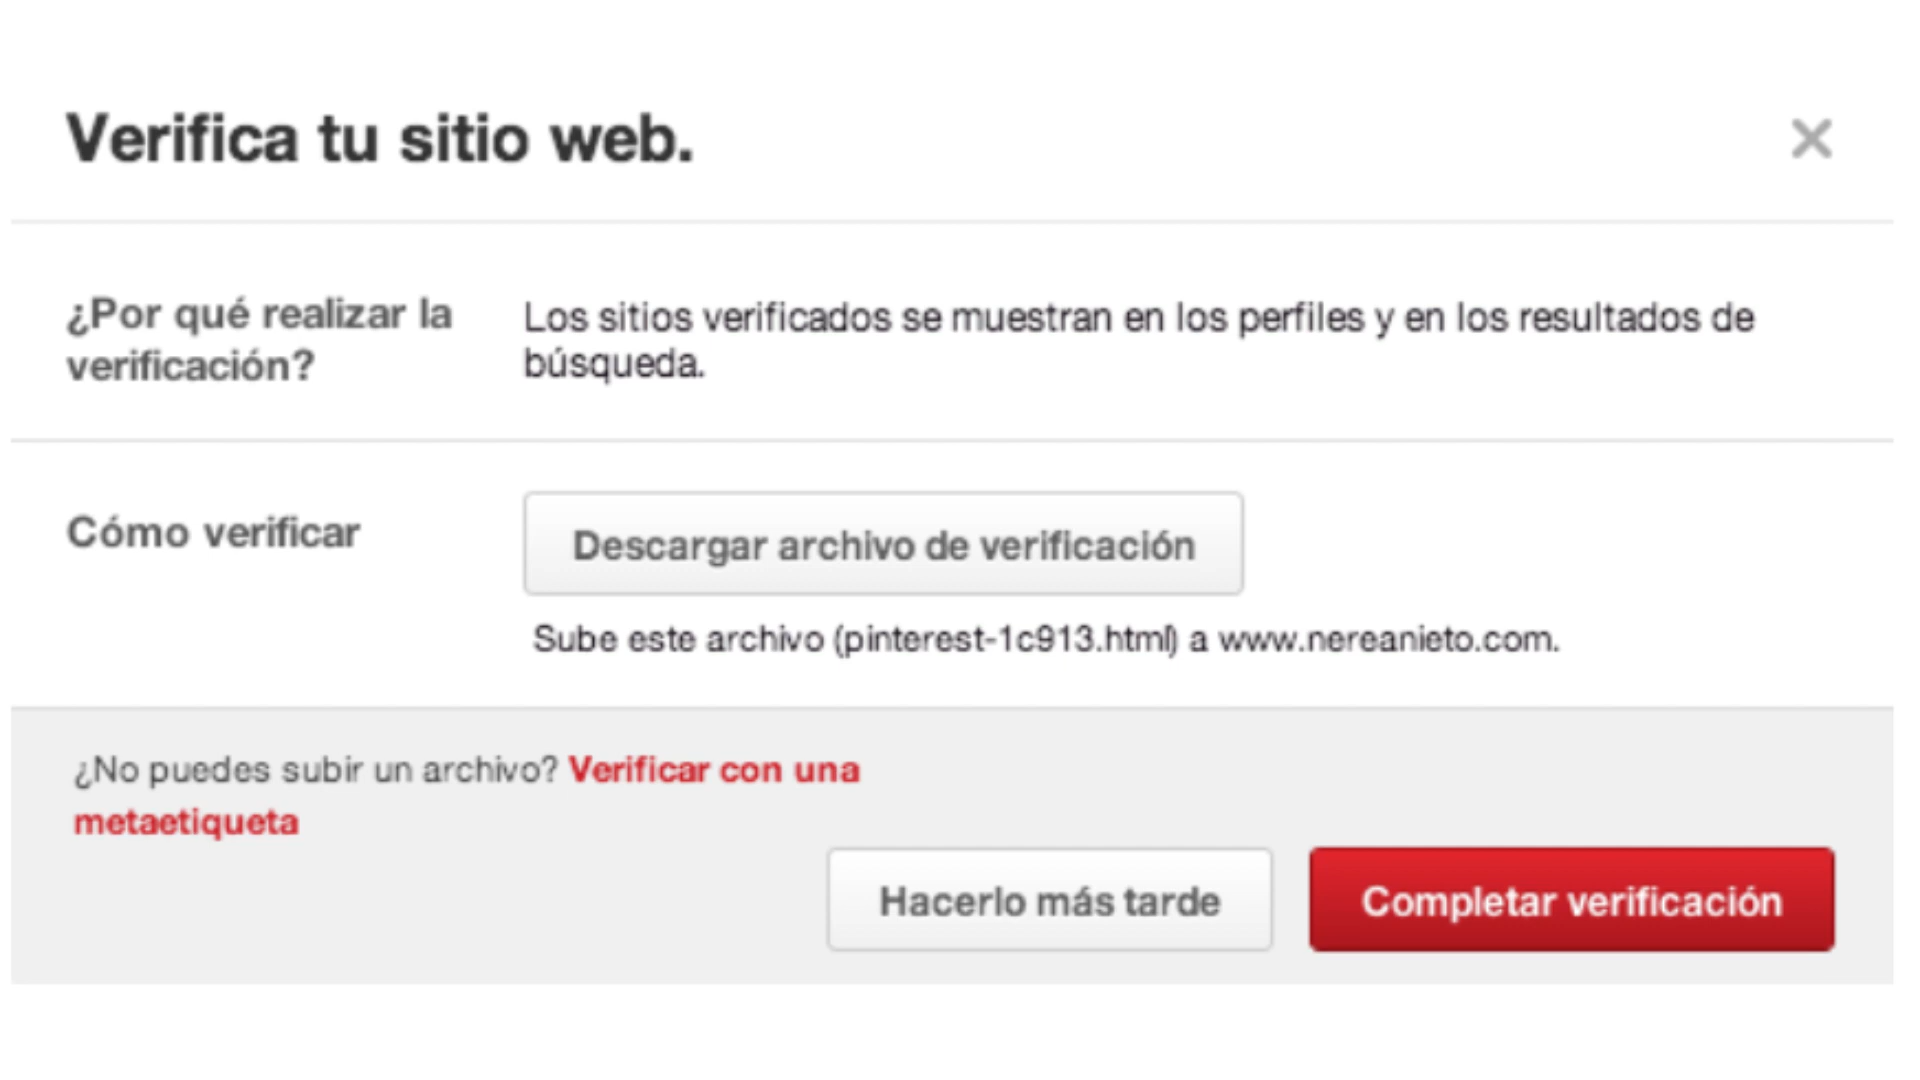 Verifica tu sitio web.
¿Por qué realizar la
verificación?
Los sitios verificados se muestran en los perfiles y en los resultados de
búsqueda.
Cómo verificar
Descargar archivo de verificación
Sube este archivo (pinterest-1c913.html) a www.nereanieto.com.
¿No puedes subir un archivo? Verificar con una
metaetiqueta
Hacerlo más tarde
Completar verificación